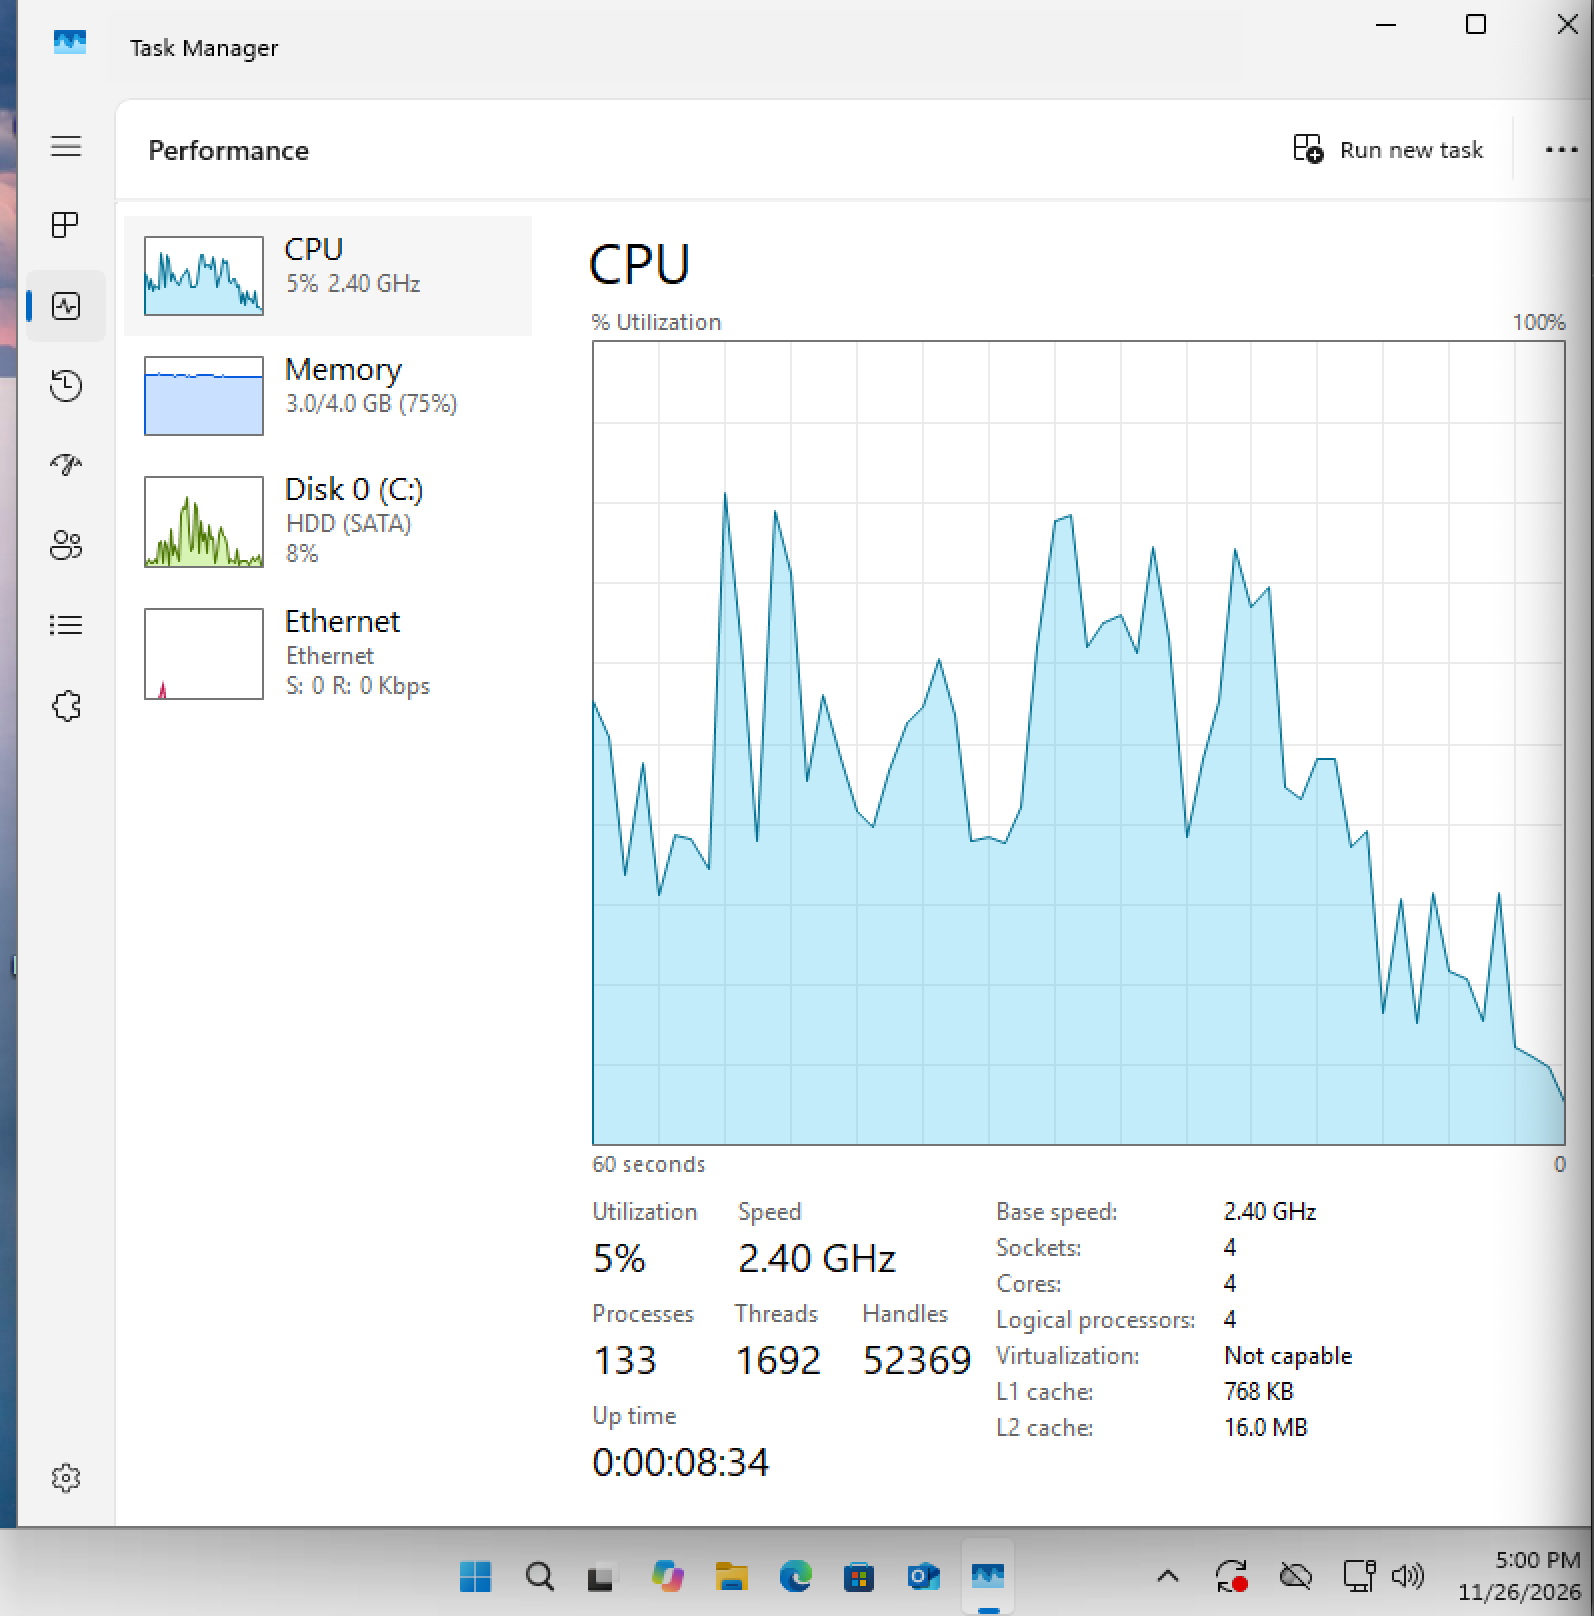 Task Manager
Performance
Run new task
CPU
5% 2.40 GHz
Memory
3.0/4.0 GB (75%)
Disk 0 (C:)
HDD (SATA)
8%
Ethernet
Ethernet
S: 0 R: 0 Kbps
CPU
% Utilization 100%
60 seconds 0
Utilization Speed
5% 2.40 GHz
Processes Threads Handles
133 1692 52369
Up time
0:00:08:34
Base speed: 2.40 GHz
Sockets: 4
Cores: 4
Logical processors: 4
Virtualization: Not capable
L1 cache: 768 KB
L2 cache: 16.0 MB
5:00 PM
11/26/2026